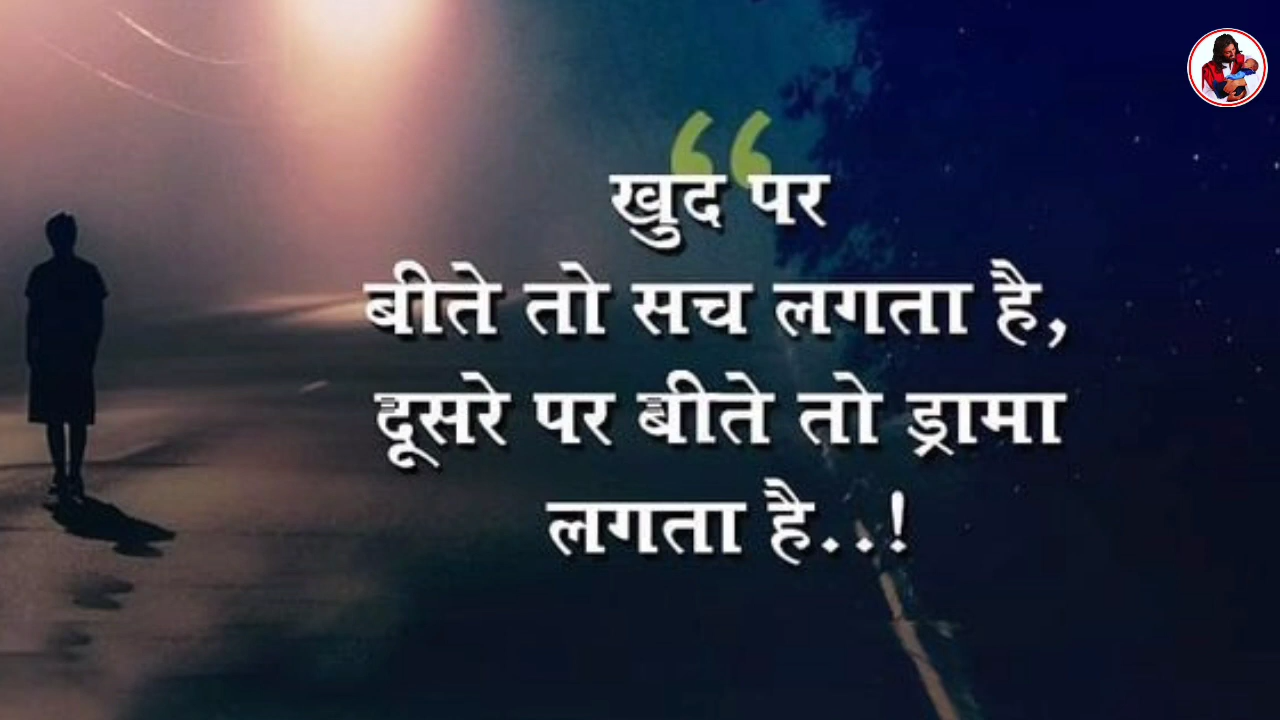 “
खुद पर
बीते तो सच लगता है,
दूसरे पर बीते तो ड्रामा
लगता है..!